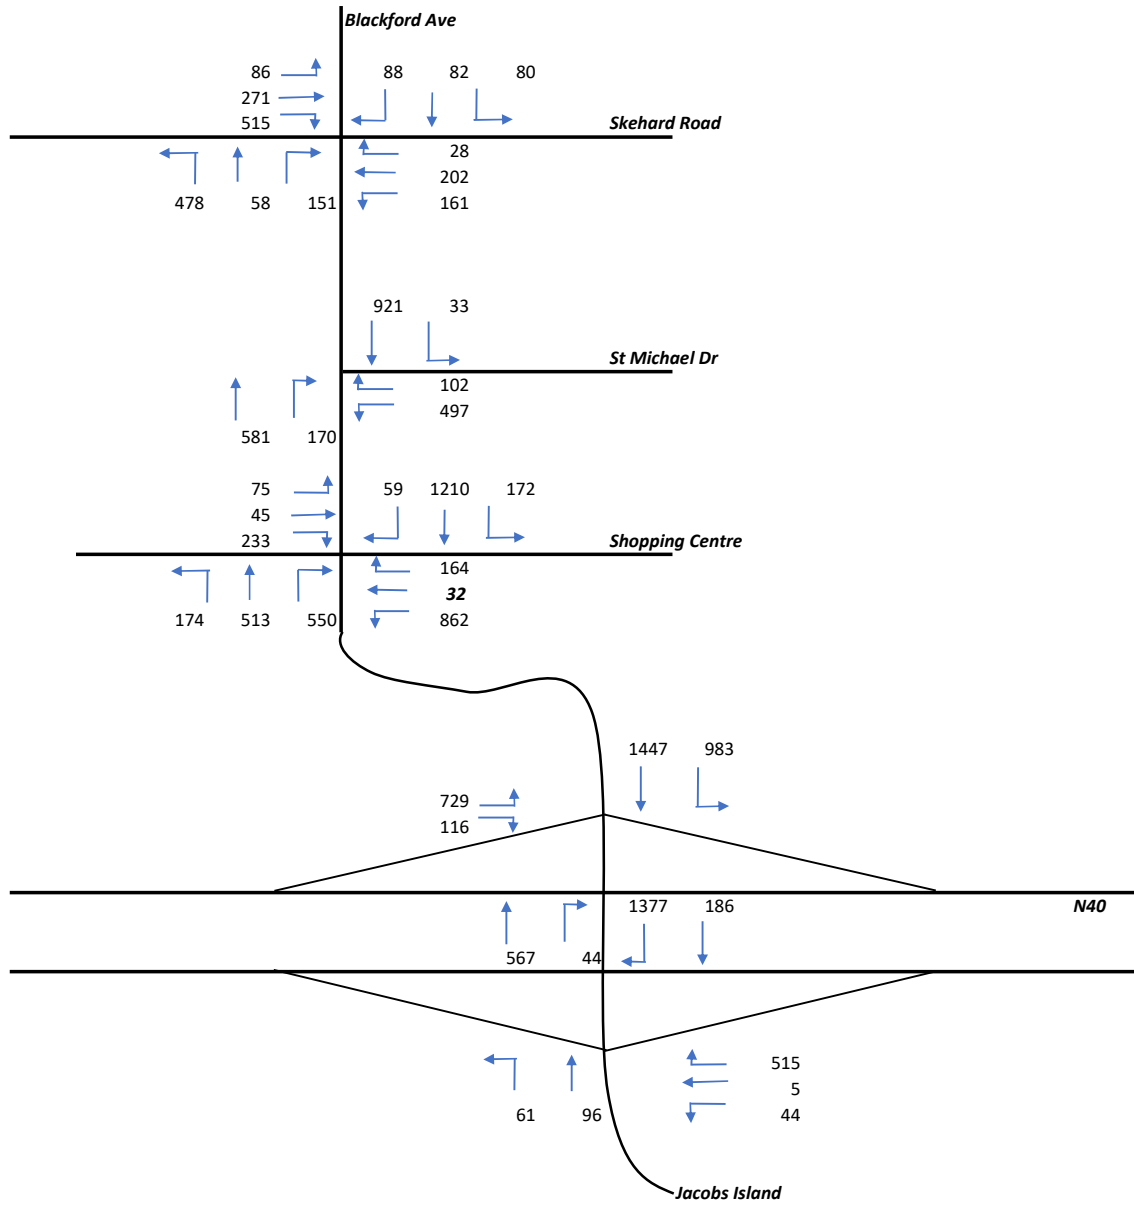 Blackford Ave
86 88 82 80
271
515 Skehard Road
28
202
478 58 151 161
921 33
St Michael Dr
102
497
581 170
75 59 1210 172
45
233 Shopping Centre
164
32
174 513 550 862
1447 983
729
116
1377 186 N40
567 44
515
5
61 96 44
Jacobs Island